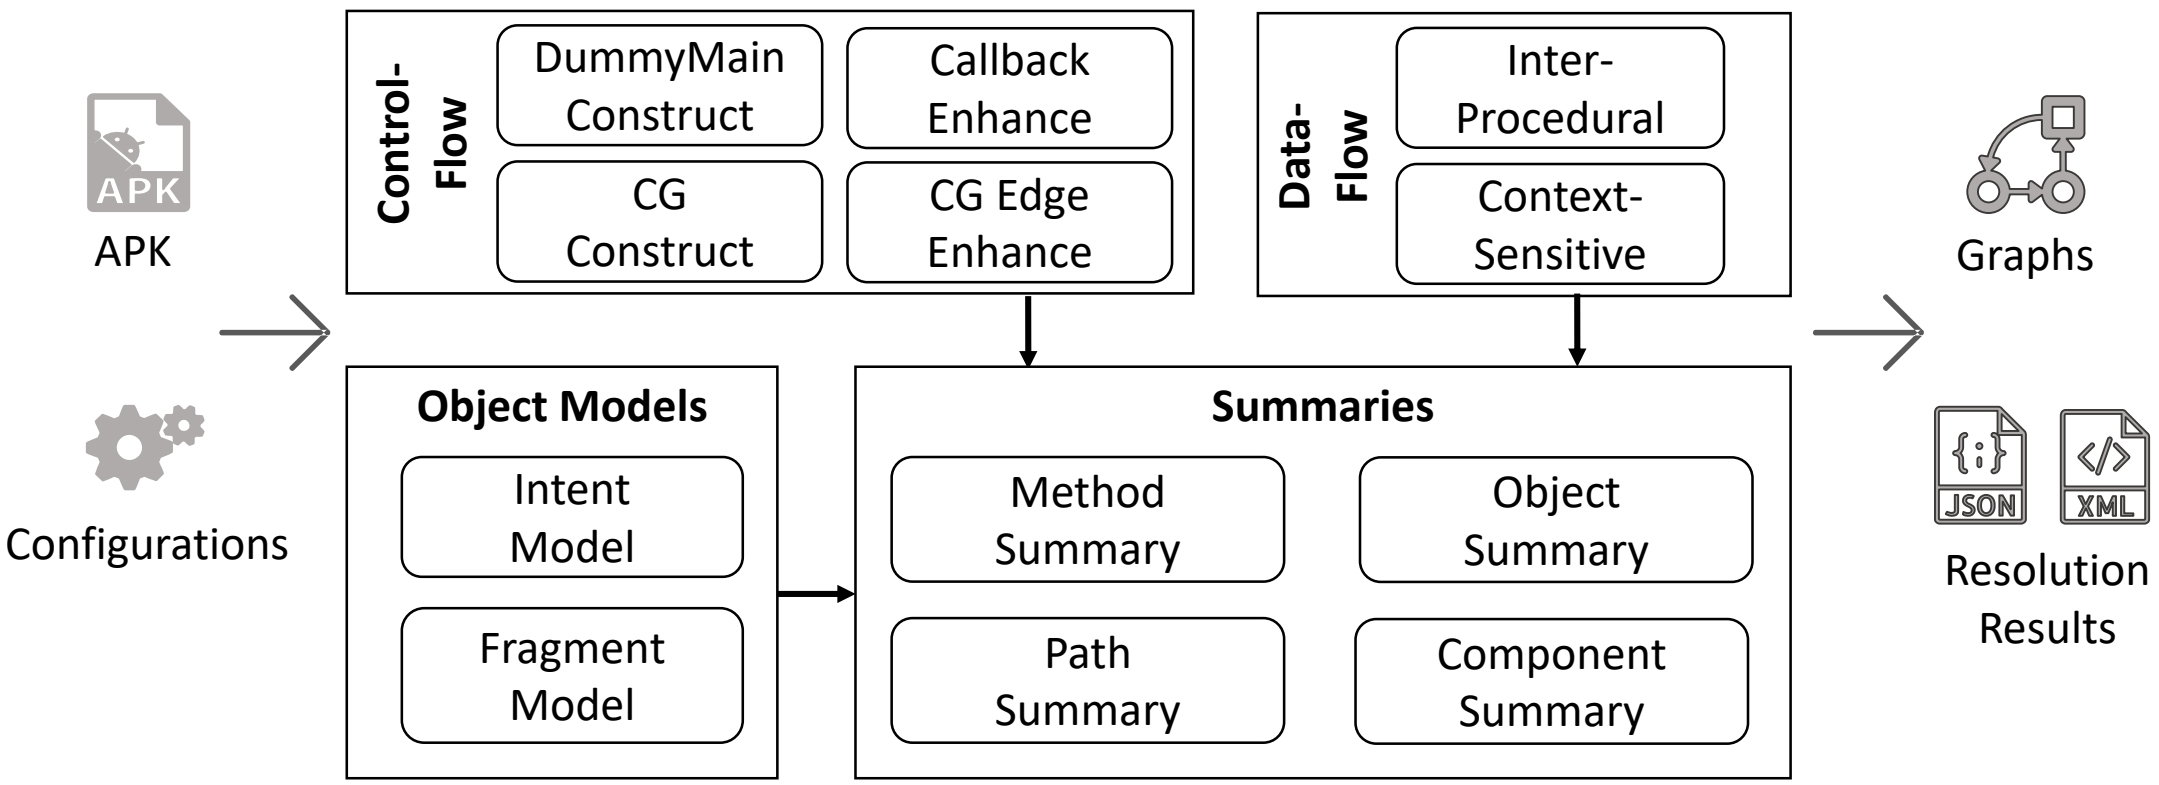 APK
APK
Configurations
Control-
Flow
DummyMain
Construct
Callback
Enhance
CG
Construct
CG Edge
Enhance
Data-
Flow
Inter-
Procedural
Context-
Sensitive
Object Models
Intent
Model
Fragment
Model
Summaries
Method
Summary
Object
Summary
Path
Summary
Component
Summary
Graphs
{;}
JSON
</>
XML
Resolution
Results